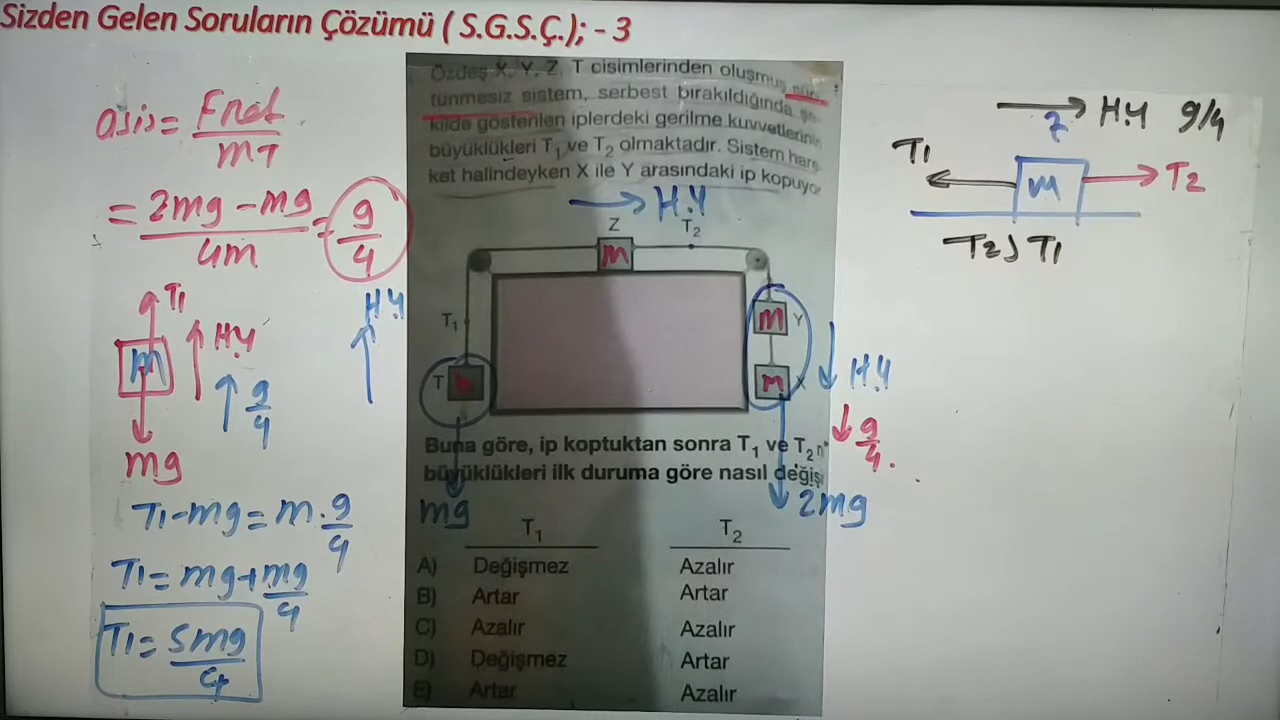 Sizden Gelen Soruların Çözümü ( S.G.S.Ç.); - 3
asis = Fnet / mT
= 2mg - mg / 4m = g/4
T1
H.Y
m
g/4
mg
H.Y
T1 - mg = m . g/4
T1 = mg + mg/4
T1 = 5mg/4
Özdeş X, Y, Z, T cisimlerinden oluşmuş sür-
tünmesiz sistem, serbest bırakıldığında şe-
kilde gösterilen iplerdeki gerilme kuvvetlerinin
büyüklükleri T1 ve T2 olmaktadır. Sistem hare-
ket halindeyken X ile Y arasındaki ip kopuyor
H.Y
Z T2
m
T1
m Y
T
m X
H.Y
g/4.
Buna göre, ip koptuktan sonra T1 ve T2 n
büyüklükleri ilk duruma göre nasıl değiş
mg
2mg
T1 T2
A) Değişmez Azalır
B) Artar Artar
C) Azalır Azalır
D) Değişmez Artar
E) Artar Azalır
H.Y g/4
Z
T1 m T2
T2 > T1